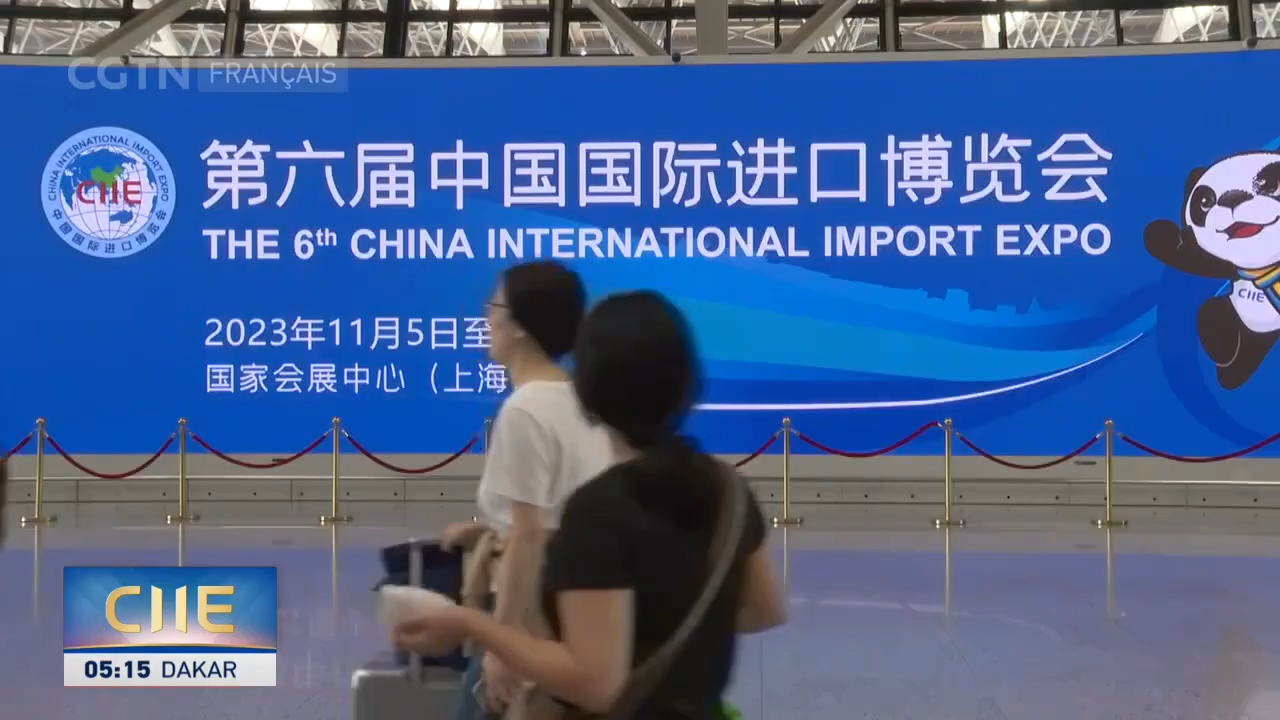 CGTN FRANÇAIS
CHINA INTERNATIONAL IMPORT EXPO
CIIE
中国国际进口博览会
第六届中国国际进口博览会
THE 6th CHINA INTERNATIONAL IMPORT EXPO
2023年11月5日至
国家会展中心（上海
CIIE
CIIE
05:15 DAKAR